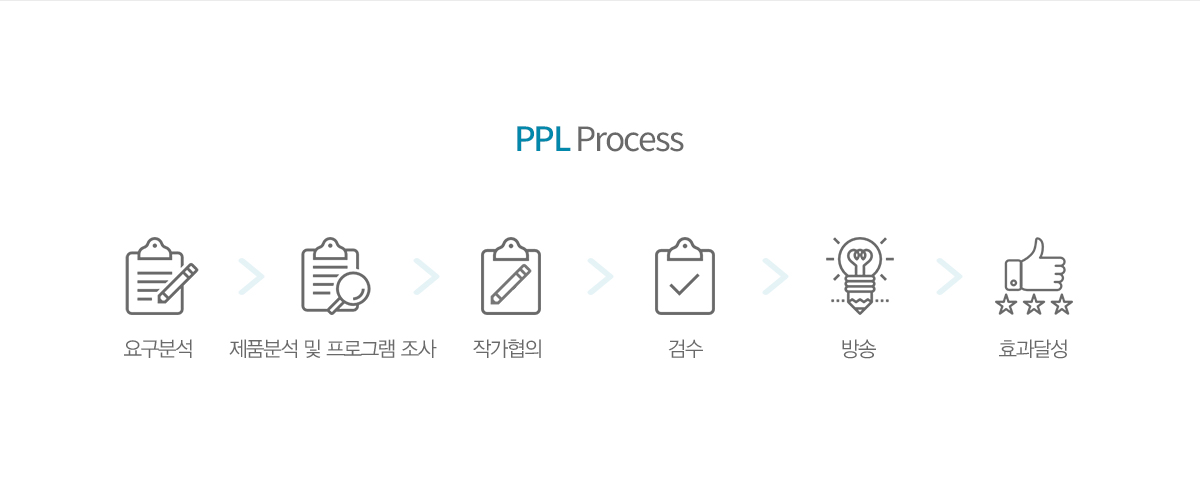 PPL Process
요구분석
제품분석 및 프로그램 조사
작가협의
검수
방송
효과달성